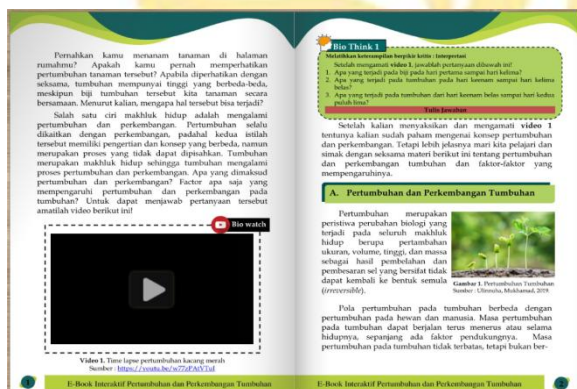 Pernahkan kamu menanam tanaman di halaman
rumahmu? Apakah kamu pernah memperhatikan
pertumbuhan tanaman tersebut? Apabila diperhatikan dengan
seksama, tumbuhan mempunyai tinggi yang berbeda-beda,
meskipun biji tumbuhan tersebut kita tanaman secara
bersamaan. Menurut kalian, mengapa hal tersebut bisa terjadi?
Salah satu ciri makhluk hidup adalah mengalami
pertumbuhan dan perkembangan. Pertumbuhan selalu
dikaitkan dengan perkembangan, padahal kedua istilah
tersebut memiliki pengertian dan konsep yang berbeda, namun
merupakan proses yang tidak dapat dipisahkan. Tumbuhan
merupakan makhluk hidup sehingga tumbuhan mengalami
proses pertumbuhan dan perkembangan. Apa yang dimaksud
pertumbuhan dan perkembangan? Factor apa saja yang
mempengaruhi pertumbuhan dan perkembangan pada
tumbuhan? Untuk dapat menjawab pertanyaan tersebut
amatilah video berikut ini!
Bio watch
Video 1. Time lapse pertumbuhan kacang merah
Sumber : https://youtu.be/w77zPAtVTuI
1
E-Book Interaktif Pertumbuhan dan Perkembangan Tumbuhan
Bio Think 1
Melatihkan keterampilan berpikir kritis : Interpretasi
Setelah mengamati video 1, jawablah pertanyaan dibawah ini!
1. Apa yang terjadi pada biji pada hari pertama sampai hari kelima?
2. Apa yang terjadi pada tumbuhan pada hari keenam sampai hari kelima
belas?
3. Apa yang terjadi pada tumbuhan dari hari keenam belas sampai hari kedua
puluh lima?
Tulis Jawaban
Setelah kalian menyaksikan dan mengamati video 1
tentunya kalian sudah paham mengenai konsep pertumbuhan
dan perkembangan. Tetapi lebih jelasnya mari kita pelajari dan
simak dengan seksama materi berikut ini tentang pertumbuhan
dan perkembangan tumbuhan dan faktor-faktor yang
mempengaruhinya.
A. Pertumbuhan dan Perkembangan Tumbuhan
Pertumbuhan merupakan
peristiwa perubahan biologi yang
terjadi pada seluruh makhluk
hidup berupa pertambahan
ukuran, volume, tinggi, dan massa
sebagai hasil pembelahan dan
pembesaran sel yang bersifat tidak
dapat kembali ke bentuk semula
(irreversible).
Gambar 1. Pertumbuhan Tumbuhan
Sumber : Ulinnuha, Mukhamad, 2019.
Pola pertumbuhan pada tumbuhan berbeda dengan
pertumbuhan pada hewan dan manusia. Masa pertumbuhan
pada tumbuhan dapat berjalan terus menerus atau selama
hidupnya, sepanjang ada faktor pendukungnya. Masa
pertumbuhan pada tumbuhan tidak terbatas, tetapi bukan ber-
E-Book Interaktif Pertumbuhan dan Perkembangan Tumbuhan
2